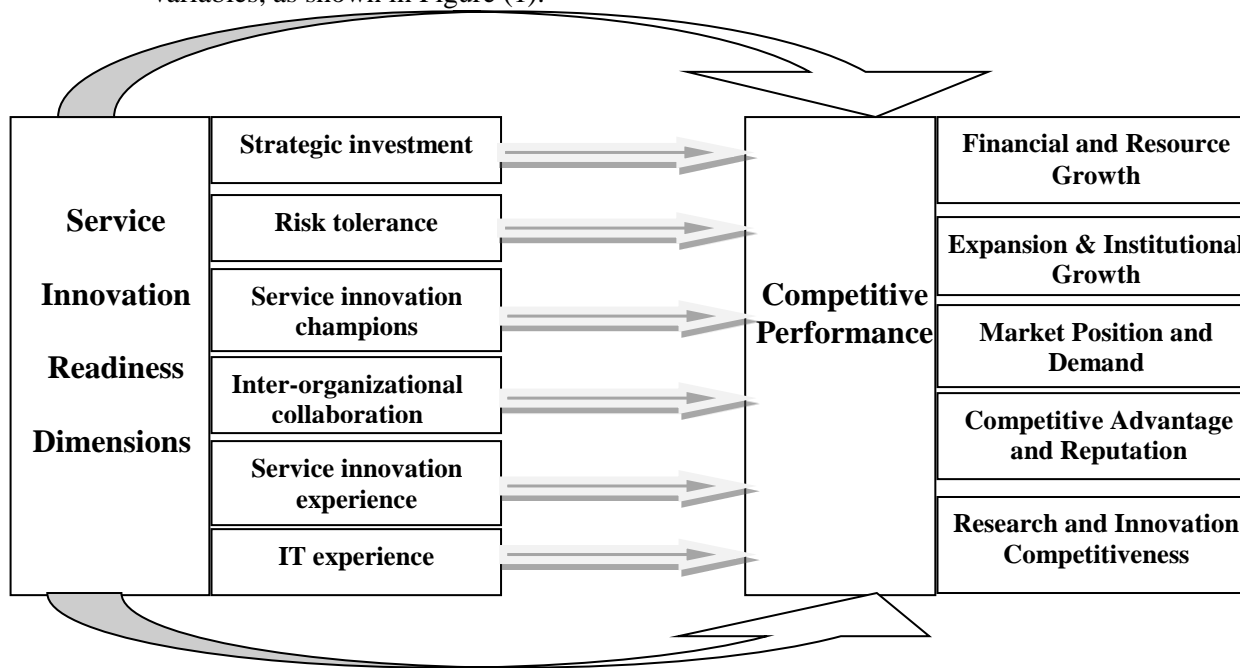 variables, as shown in Figure (1).
Service
Innovation
Readiness
Dimensions
Strategic investment
Risk tolerance
Service innovation
champions
Inter-organizational
collaboration
Service innovation
experience
IT experience
Competitive
Performance
Financial and Resource
Growth
Expansion & Institutional
Growth
Market Position and
Demand
Competitive Advantage
and Reputation
Research and Innovation
Competitiveness